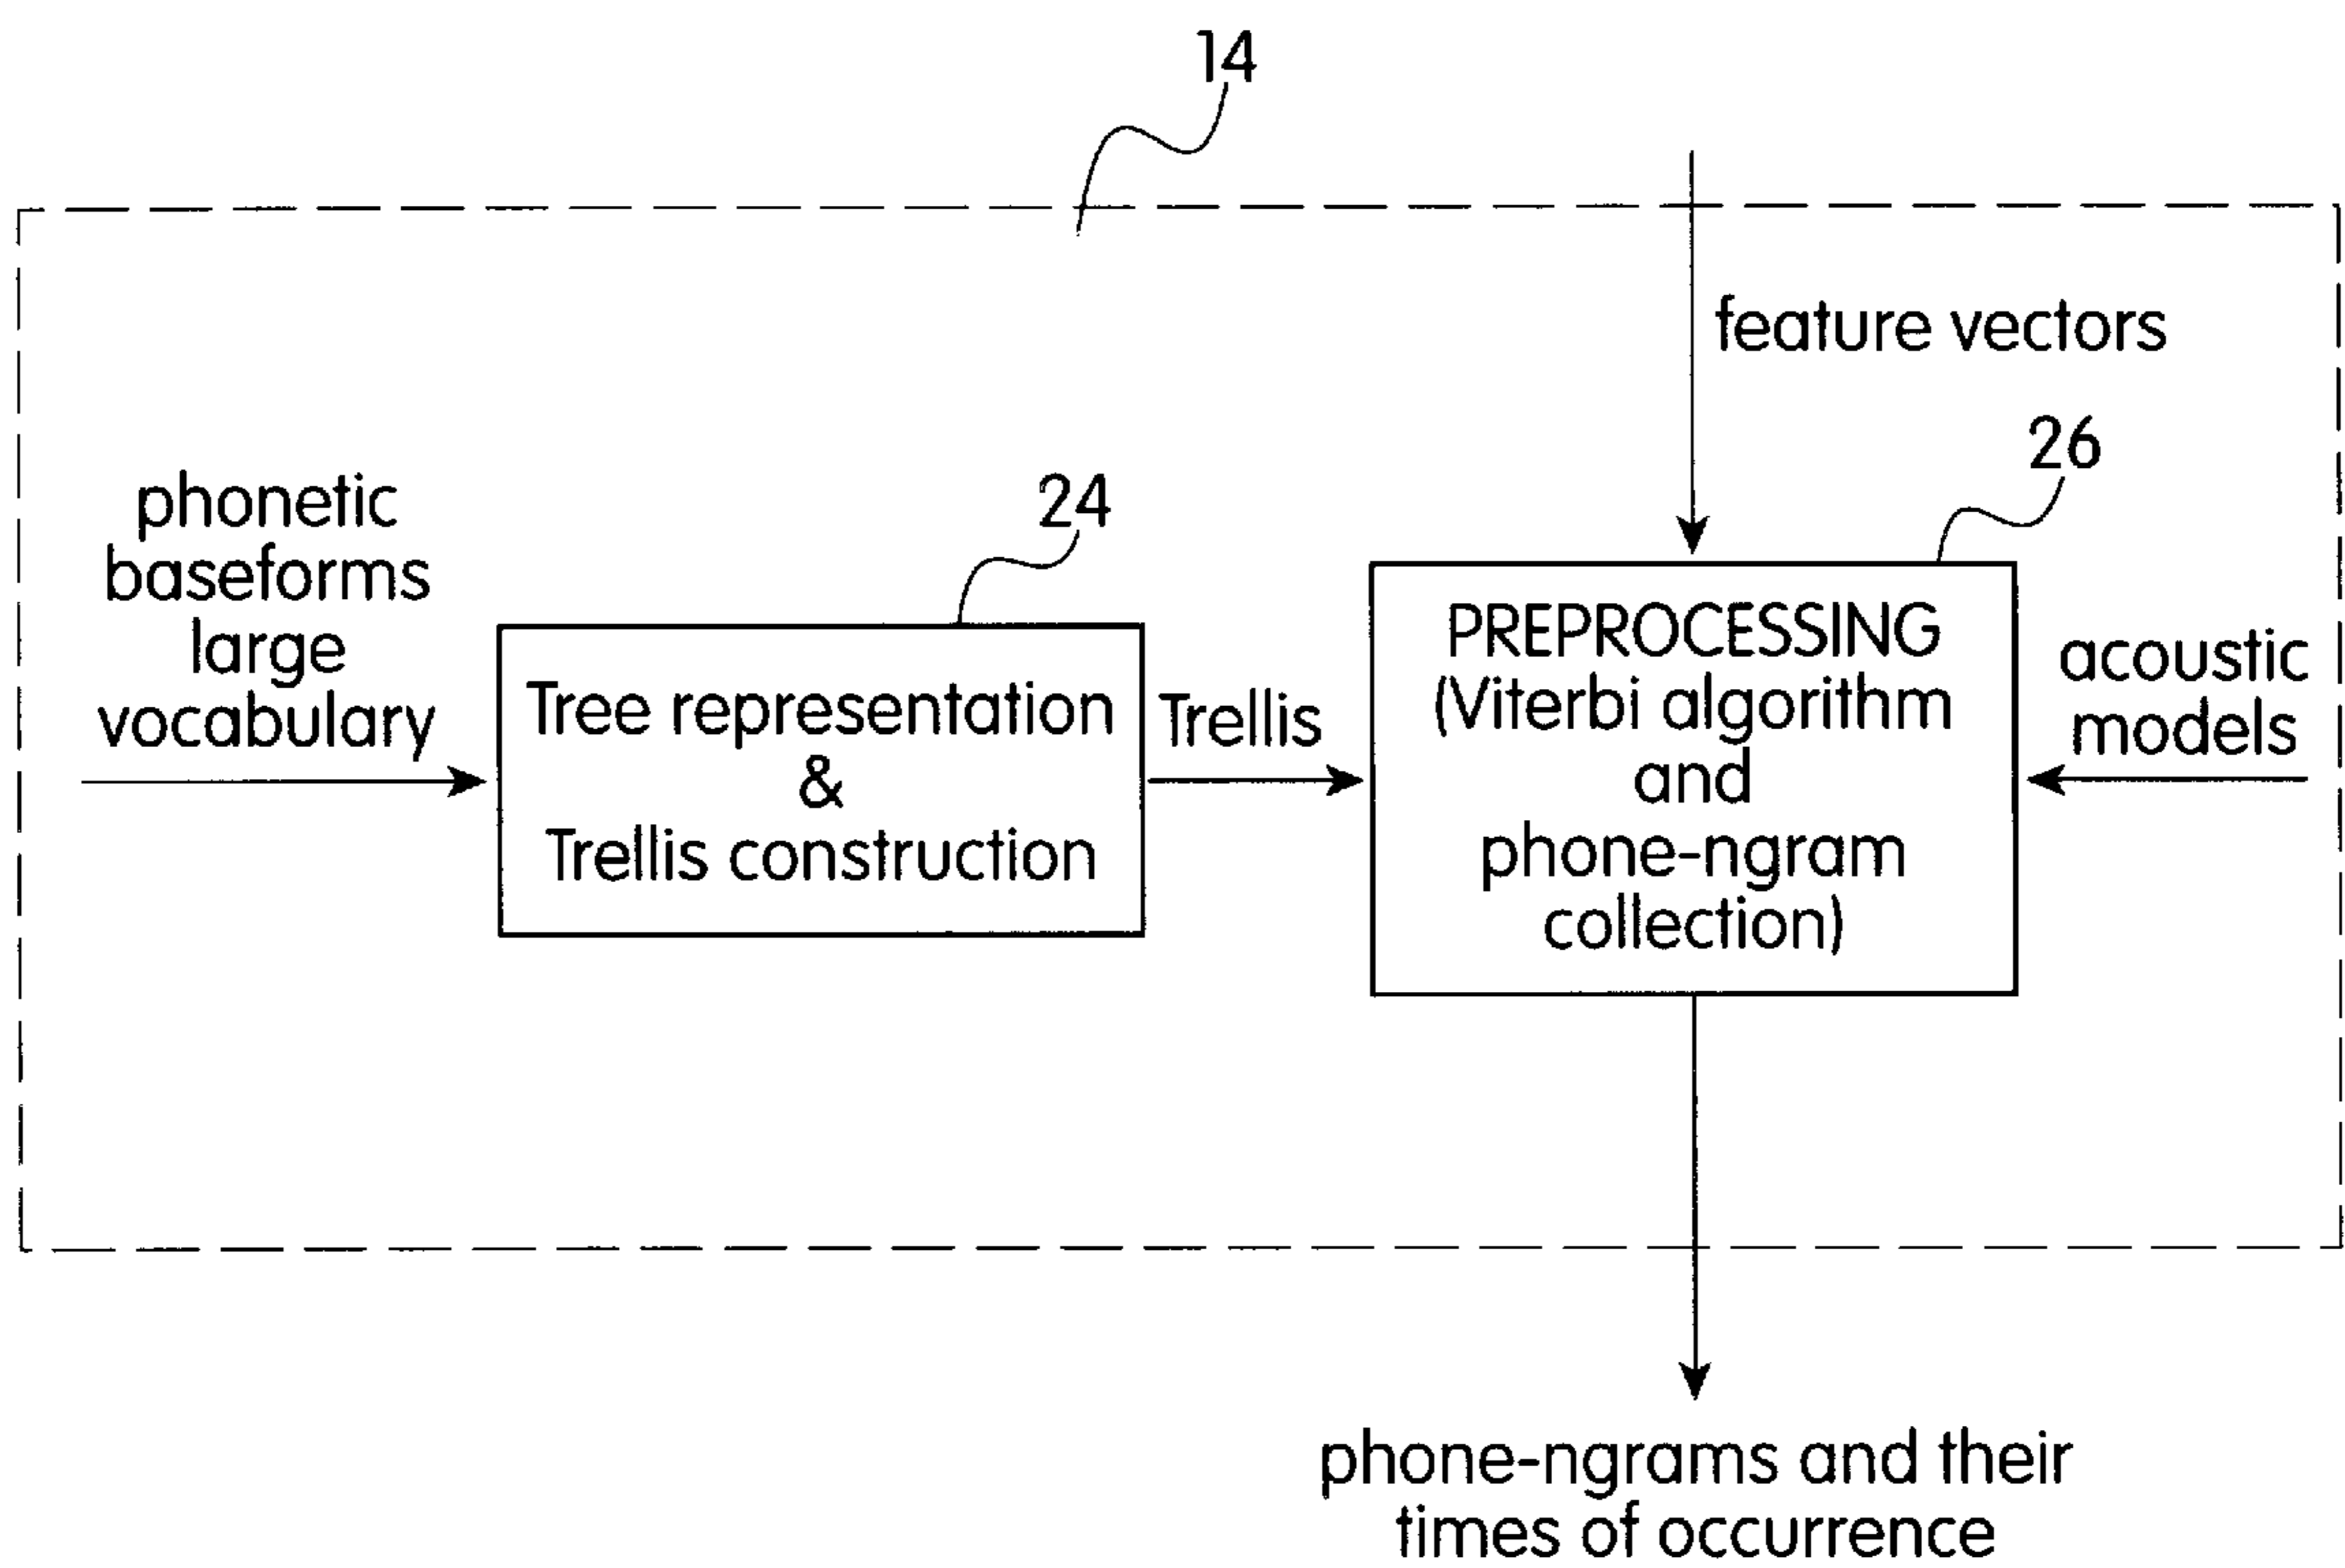 14
feature vectors
26
phonetic
baseforms
large
vocabulary
24
Tree representation
&
Trellis construction
Trellis
PREPROCESSING
(Viterbi algorithm
and
phone-ngram
collection)
acoustic
models
phone-ngrams and their
times of occurrence